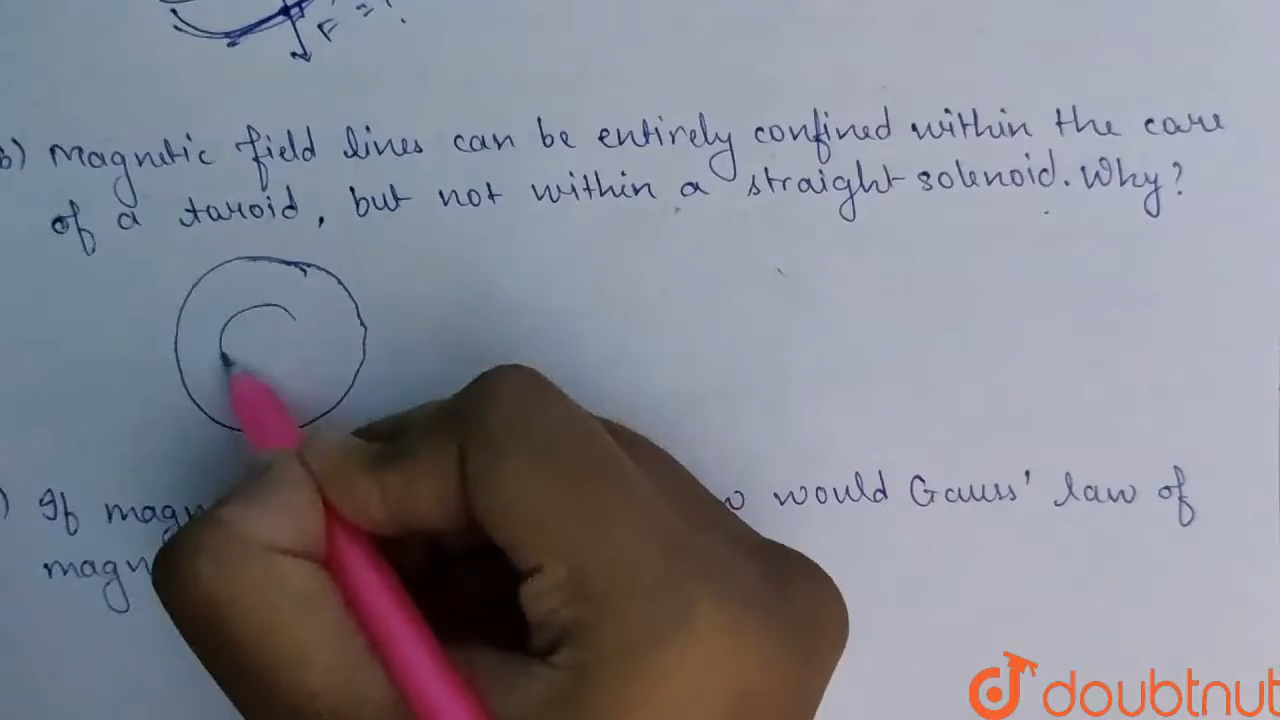 F = ?
b) Magnetic field lines can be entirely confined within the core
of a toroid, but not within a straight solenoid. Why?
) If would Gauss' law of
doubtnut